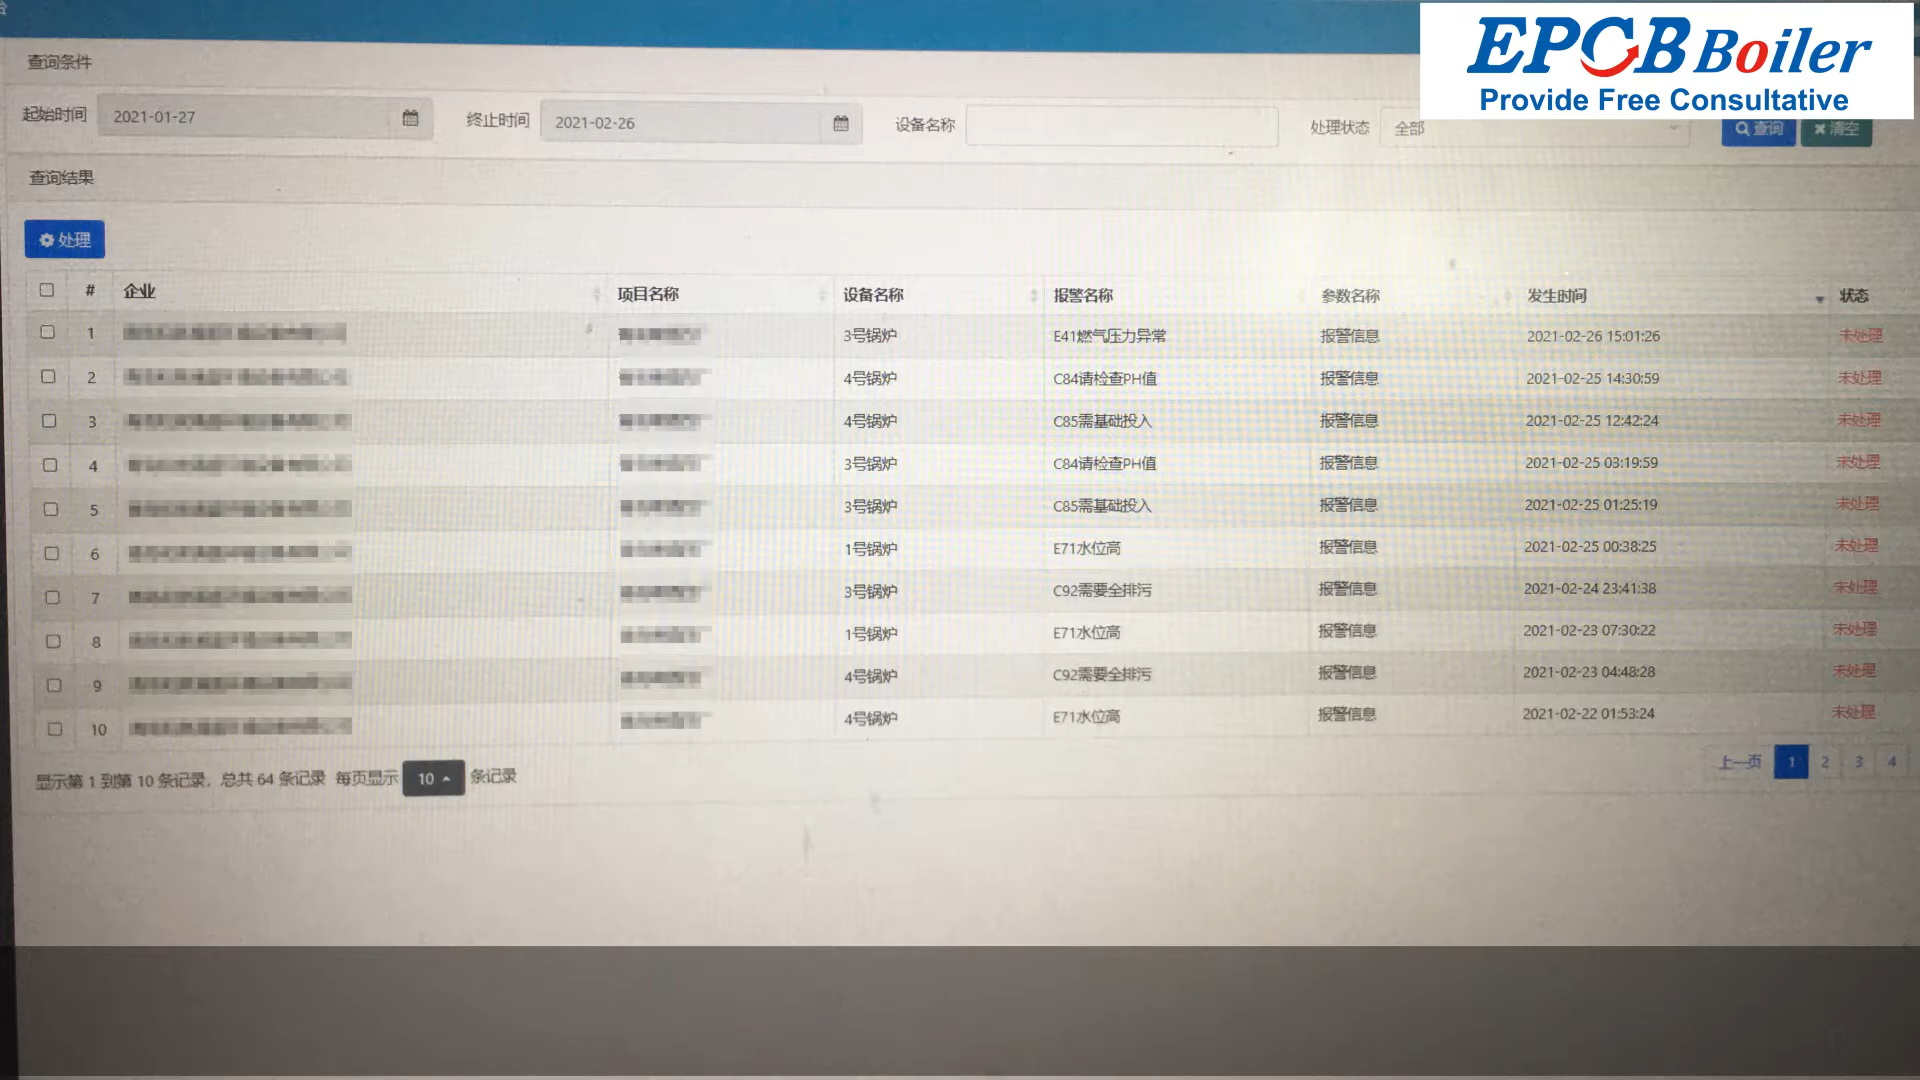 EPCB Boiler
Provide Free Consultative
查询条件
起始时间 2021-01-27 终止时间 2021-02-26 设备名称 处理状态 全部 查询 清空
查询结果
处理
# 企业 项目名称 设备名称 报警名称 参数名称 发生时间 状态
1 3号锅炉 E41燃气压力异常 报警信息 2021-02-26 15:01:26 未处理
2 4号锅炉 C84请检查PH值 报警信息 2021-02-25 14:30:59 未处理
3 4号锅炉 C85需基础投入 报警信息 2021-02-25 12:42:24 未处理
4 3号锅炉 C84请检查PH值 报警信息 2021-02-25 03:19:59 未处理
5 3号锅炉 C85需基础投入 报警信息 2021-02-25 01:25:19 未处理
6 1号锅炉 E71水位高 报警信息 2021-02-25 00:38:25 未处理
7 3号锅炉 C92需要全排污 报警信息 2021-02-24 23:41:38 未处理
8 1号锅炉 E71水位高 报警信息 2021-02-23 07:30:22 未处理
9 4号锅炉 C92需要全排污 报警信息 2021-02-23 04:48:28 未处理
10 4号锅炉 E71水位高 报警信息 2021-02-22 01:53:24 未处理
显示第 1 到第 10 条记录，总共 64 条记录 每页显示 10 条记录
上一页 1 2 3 4